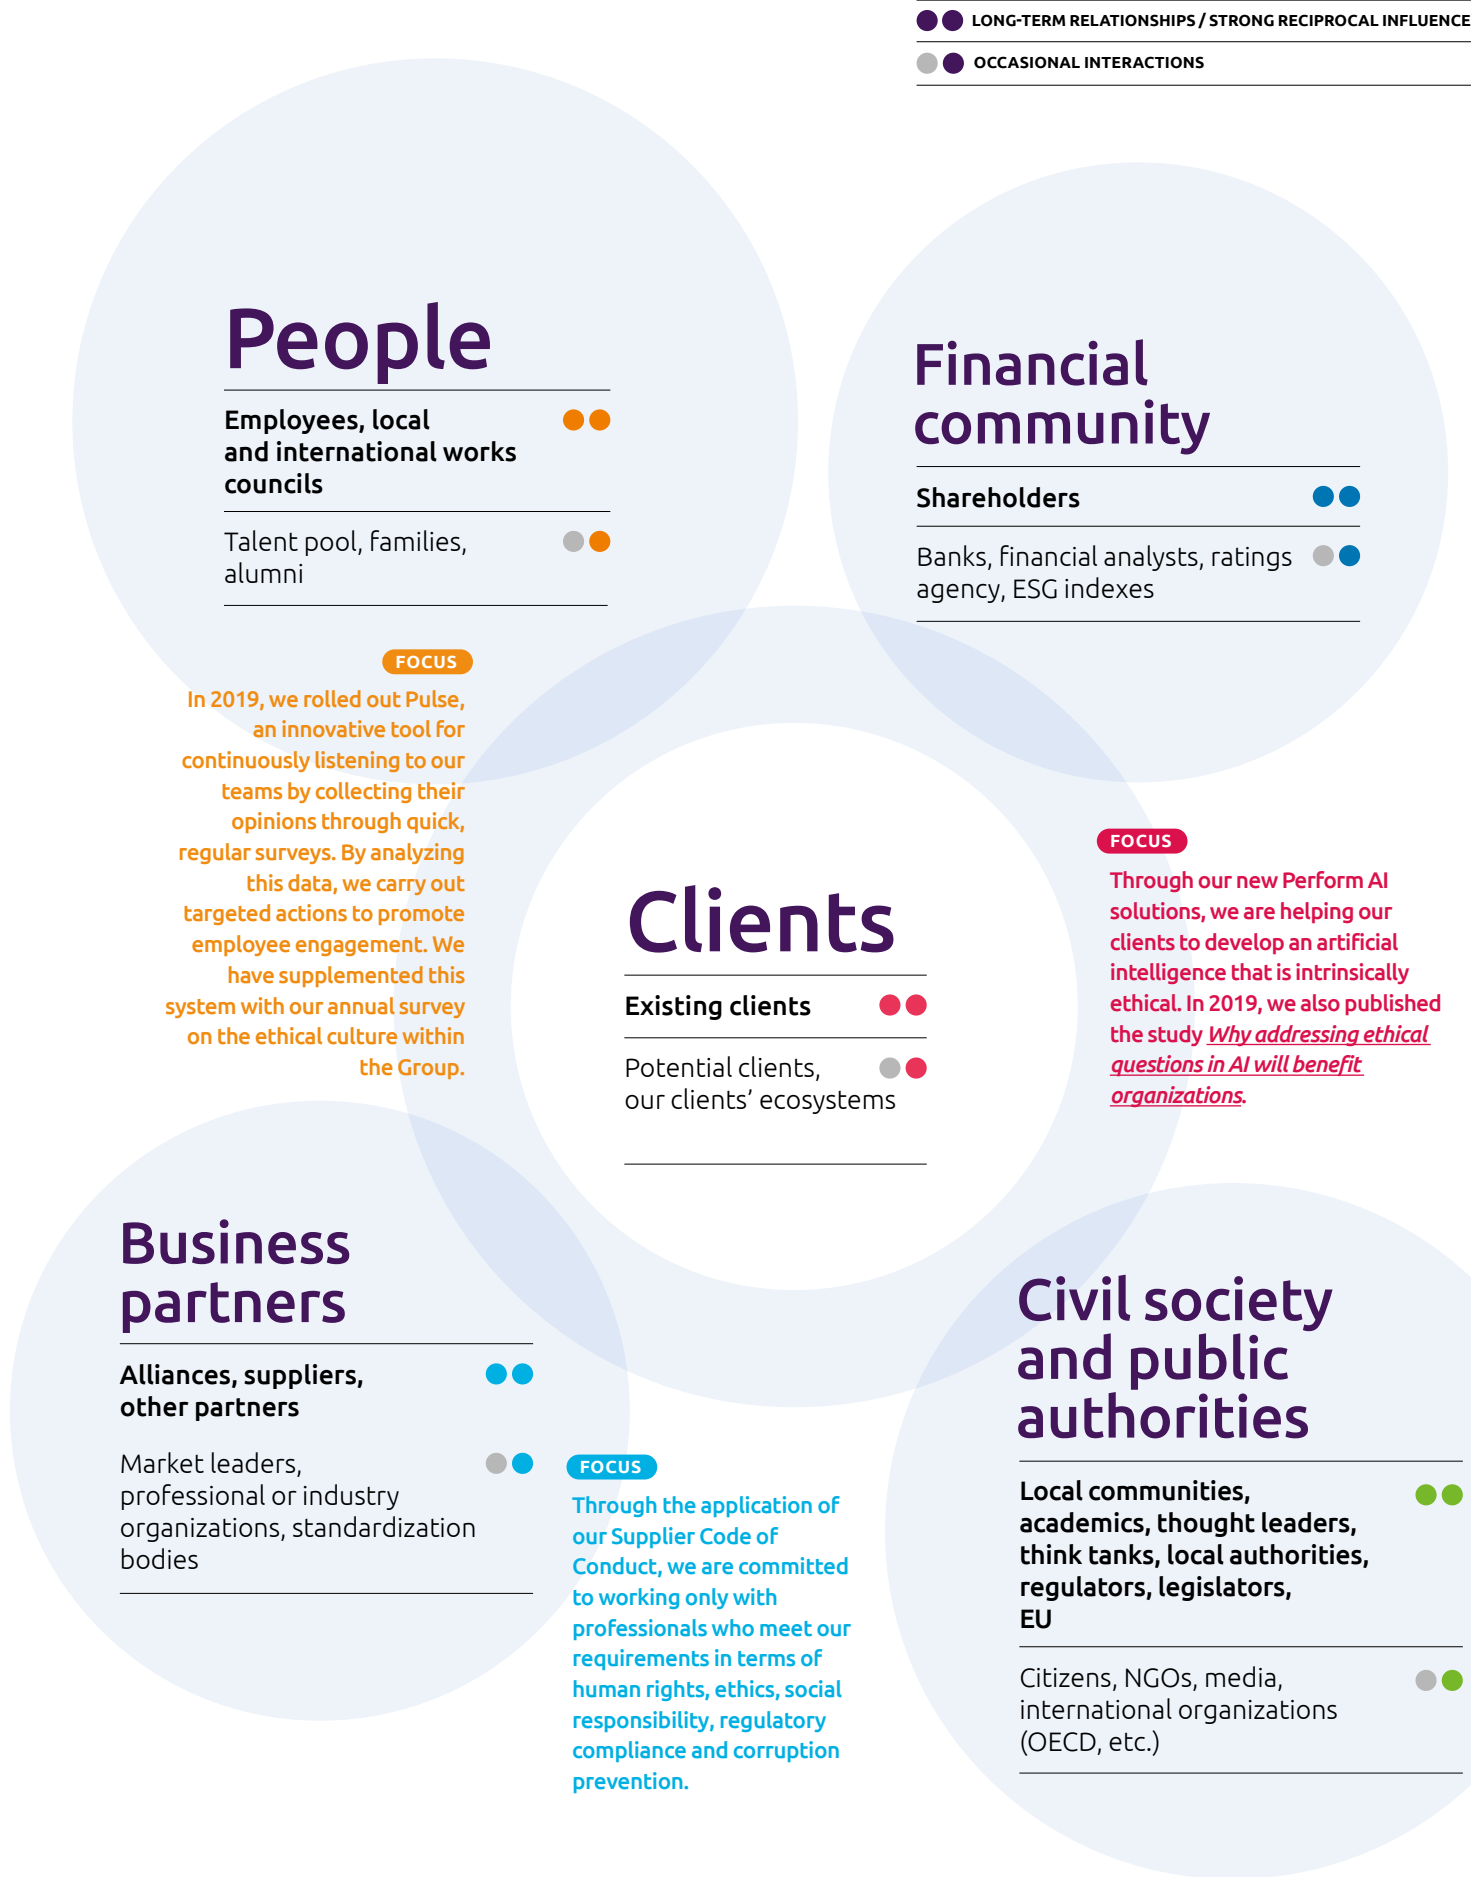 LONG-TERM RELATIONSHIPS / STRONG RECIPROCAL INFLUENCE
OCCASIONAL INTERACTIONS
People
Employees, local
and international works
councils
Talent pool, families,
alumni
Financial
community
Shareholders
Banks, financial analysts, ratings
agency, ESG indexes
FOCUS
In 2019, we rolled out Pulse,
an innovative tool for
continuously listening to our
teams by collecting their
opinions through quick,
regular surveys. By analyzing
this data, we carry out
targeted actions to promote
employee engagement. We
have supplemented this
system with our annual survey
on the ethical culture within
the Group.
Clients
Existing clients
Potential clients,
our clients’ ecosystems
FOCUS
Through our new Perform AI
solutions, we are helping our
clients to develop an artificial
intelligence that is intrinsically
ethical. In 2019, we also published
the study Why addressing ethical
questions in AI will benefit
organizations.
Business
partners
Alliances, suppliers,
other partners
Market leaders,
professional or industry
organizations, standardization
bodies
FOCUS
Through the application of
our Supplier Code of
Conduct, we are committed
to working only with
professionals who meet our
requirements in terms of
human rights, ethics, social
responsibility, regulatory
compliance and corruption
prevention.
Civil society
and public
authorities
Local communities,
academics, thought leaders,
think tanks, local authorities,
regulators, legislators,
EU
Citizens, NGOs, media,
international organizations
(OECD, etc.)